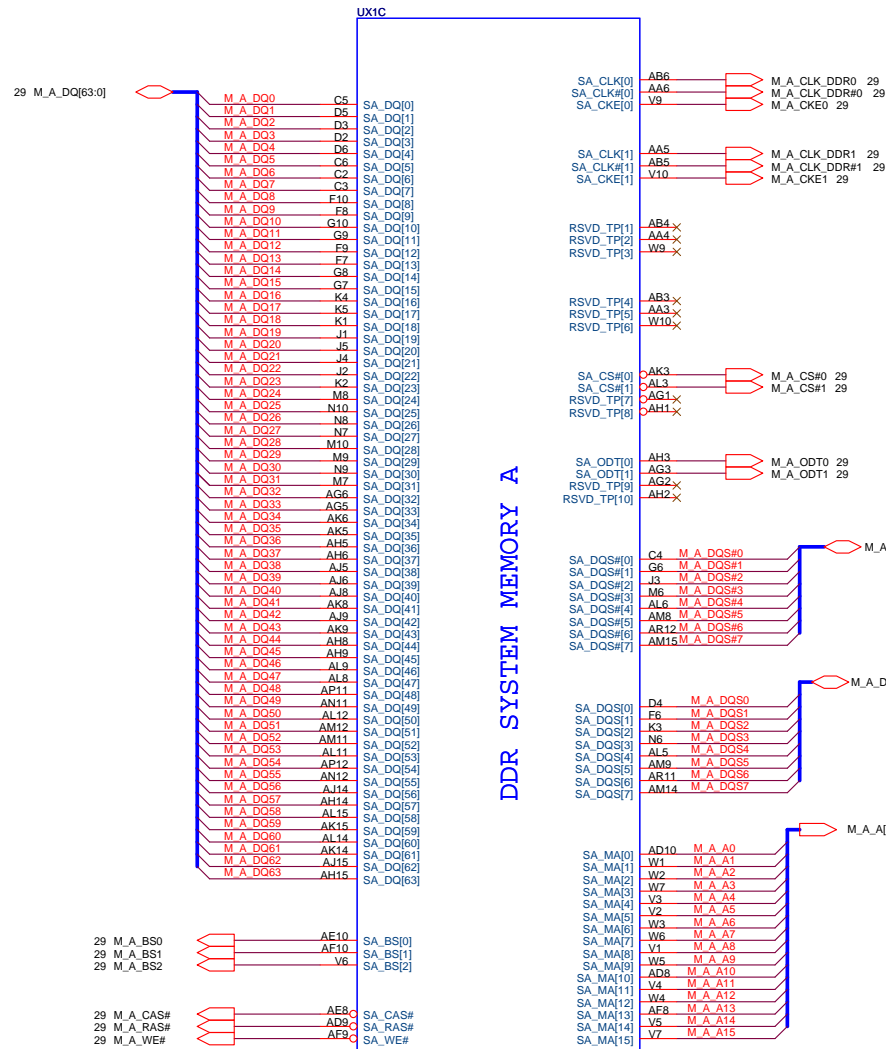 UX1C
29 M_A_DQ[63:0]
M_A_DQ0 C5 SA_DQ[0]
M_A_DQ1 D5 SA_DQ[1]
M_A_DQ2 D3 SA_DQ[2]
M_A_DQ3 D2 SA_DQ[3]
M_A_DQ4 D6 SA_DQ[4]
M_A_DQ5 C6 SA_DQ[5]
M_A_DQ6 C2 SA_DQ[6]
M_A_DQ7 C3 SA_DQ[7]
M_A_DQ8 F10 SA_DQ[8]
M_A_DQ9 F8 SA_DQ[9]
M_A_DQ10 G10 SA_DQ[10]
M_A_DQ11 G9 SA_DQ[11]
M_A_DQ12 F9 SA_DQ[12]
M_A_DQ13 F7 SA_DQ[13]
M_A_DQ14 G8 SA_DQ[14]
M_A_DQ15 G7 SA_DQ[15]
M_A_DQ16 K4 SA_DQ[16]
M_A_DQ17 K5 SA_DQ[17]
M_A_DQ18 K1 SA_DQ[18]
M_A_DQ19 J1 SA_DQ[19]
M_A_DQ20 J5 SA_DQ[20]
M_A_DQ21 J4 SA_DQ[21]
M_A_DQ22 J2 SA_DQ[22]
M_A_DQ23 K2 SA_DQ[23]
M_A_DQ24 M8 SA_DQ[24]
M_A_DQ25 N10 SA_DQ[25]
M_A_DQ26 N8 SA_DQ[26]
M_A_DQ27 N7 SA_DQ[27]
M_A_DQ28 M10 SA_DQ[28]
M_A_DQ29 M9 SA_DQ[29]
M_A_DQ30 N9 SA_DQ[30]
M_A_DQ31 M7 SA_DQ[31]
M_A_DQ32 AG6 SA_DQ[32]
M_A_DQ33 AG5 SA_DQ[33]
M_A_DQ34 AK6 SA_DQ[34]
M_A_DQ35 AK5 SA_DQ[35]
M_A_DQ36 AH5 SA_DQ[36]
M_A_DQ37 AH6 SA_DQ[37]
M_A_DQ38 AJ5 SA_DQ[38]
M_A_DQ39 AJ6 SA_DQ[39]
M_A_DQ40 AJ8 SA_DQ[40]
M_A_DQ41 AK8 SA_DQ[41]
M_A_DQ42 AJ9 SA_DQ[42]
M_A_DQ43 AK9 SA_DQ[43]
M_A_DQ44 AH8 SA_DQ[44]
M_A_DQ45 AH9 SA_DQ[45]
M_A_DQ46 AL9 SA_DQ[46]
M_A_DQ47 AL8 SA_DQ[47]
M_A_DQ48 AP11 SA_DQ[48]
M_A_DQ49 AN11 SA_DQ[49]
M_A_DQ50 AL12 SA_DQ[50]
M_A_DQ51 AM12 SA_DQ[51]
M_A_DQ52 AM11 SA_DQ[52]
M_A_DQ53 AL11 SA_DQ[53]
M_A_DQ54 AP12 SA_DQ[54]
M_A_DQ55 AN12 SA_DQ[55]
M_A_DQ56 AJ14 SA_DQ[56]
M_A_DQ57 AH14 SA_DQ[57]
M_A_DQ58 AL15 SA_DQ[58]
M_A_DQ59 AK15 SA_DQ[59]
M_A_DQ60 AL14 SA_DQ[60]
M_A_DQ61 AK14 SA_DQ[61]
M_A_DQ62 AJ15 SA_DQ[62]
M_A_DQ63 AH15 SA_DQ[63]
29 M_A_BS0 AE10 SA_BS[0]
29 M_A_BS1 AF10 SA_BS[1]
29 M_A_BS2 V6 SA_BS[2]
29 M_A_CAS# AE8 SA_CAS#
29 M_A_RAS# AD9 SA_RAS#
29 M_A_WE# AF9 SA_WE#
DDR SYSTEM MEMORY A
SA_CLK[0] AB6 M_A_CLK_DDR0 29
SA_CLK#[0] AA6 M_A_CLK_DDR#0 29
SA_CKE[0] V9 M_A_CKE0 29
SA_CLK[1] AA5 M_A_CLK_DDR1 29
SA_CLK#[1] AB5 M_A_CLK_DDR#1 29
SA_CKE[1] V10 M_A_CKE1 29
RSVD_TP[1] AB4
RSVD_TP[2] AA4
RSVD_TP[3] W9
RSVD_TP[4] AB3
RSVD_TP[5] AA3
RSVD_TP[6] W10
SA_CS#[0] AK3 M_A_CS#0 29
SA_CS#[1] AL3 M_A_CS#1 29
RSVD_TP[7] AG1
RSVD_TP[8] AH1
SA_ODT[0] AH3 M_A_ODT0 29
SA_ODT[1] AG3 M_A_ODT1 29
RSVD_TP[9] AG2
RSVD_TP[10] AH2
M_A
SA_DQS#[0] C4 M_A_DQS#0
SA_DQS#[1] G6 M_A_DQS#1
SA_DQS#[2] J3 M_A_DQS#2
SA_DQS#[3] M6 M_A_DQS#3
SA_DQS#[4] AL6 M_A_DQS#4
SA_DQS#[5] AM8 M_A_DQS#5
SA_DQS#[6] AR12 M_A_DQS#6
SA_DQS#[7] AM15 M_A_DQS#7
M_A_D
SA_DQS[0] D4 M_A_DQS0
SA_DQS[1] F6 M_A_DQS1
SA_DQS[2] K3 M_A_DQS2
SA_DQS[3] N6 M_A_DQS3
SA_DQS[4] AL5 M_A_DQS4
SA_DQS[5] AM9 M_A_DQS5
SA_DQS[6] AR11 M_A_DQS6
SA_DQS[7] AM14 M_A_DQS7
M_A_A[
SA_MA[0] AD10 M_A_A0
SA_MA[1] W1 M_A_A1
SA_MA[2] W2 M_A_A2
SA_MA[3] W7 M_A_A3
SA_MA[4] V3 M_A_A4
SA_MA[5] V2 M_A_A5
SA_MA[6] W3 M_A_A6
SA_MA[7] W6 M_A_A7
SA_MA[8] V1 M_A_A8
SA_MA[9] W5 M_A_A9
SA_MA[10] AD8 M_A_A10
SA_MA[11] V4 M_A_A11
SA_MA[12] W4 M_A_A12
SA_MA[13] AF8 M_A_A13
SA_MA[14] V5 M_A_A14
SA_MA[15] V7 M_A_A15